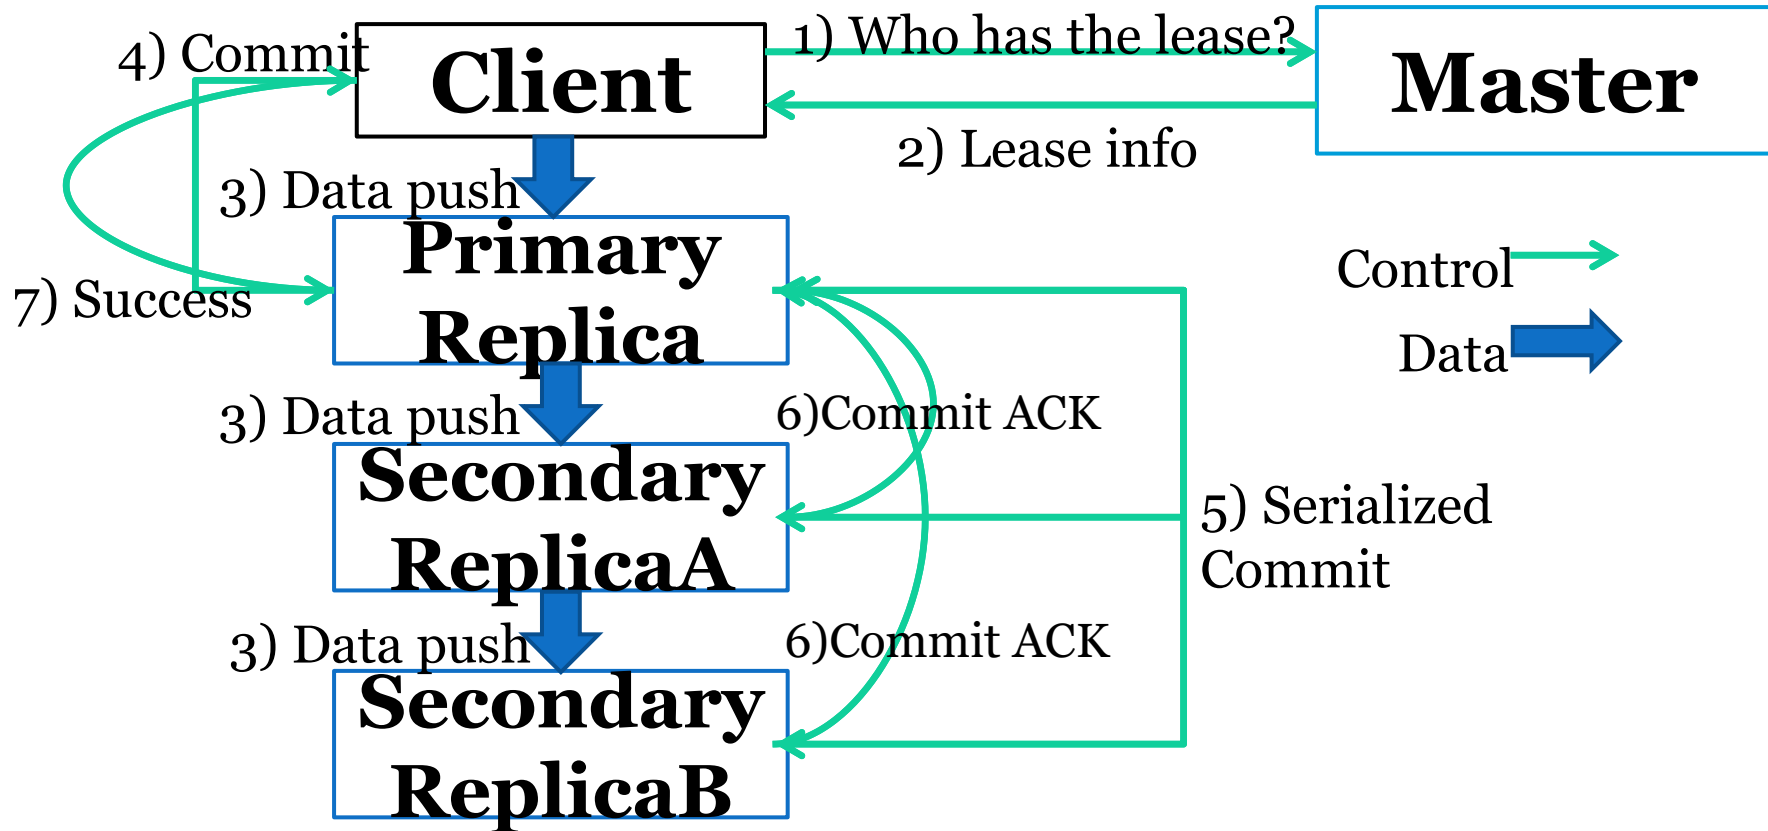 4) Commit
Client
1) Who has the lease?
Master
2) Lease info
3) Data push
Primary
Replica
7) Success
Control
Data
3) Data push
6)Commit ACK
Secondary
ReplicaA
5) Serialized
Commit
3) Data push
6)Commit ACK
Secondary
ReplicaB